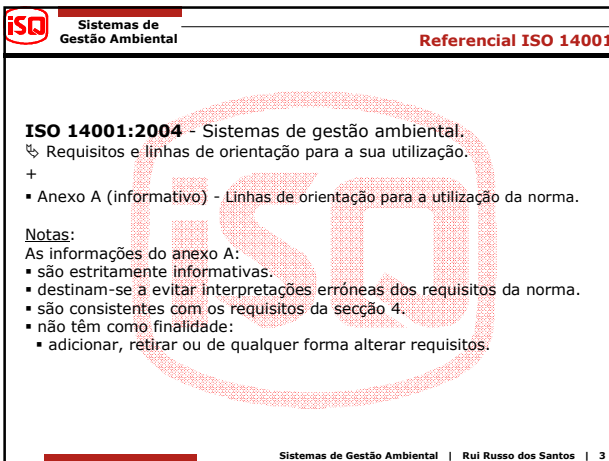 isQ
Sistemas de
Gestão Ambiental
Referencial ISO 14001
ISO 14001:2004 - Sistemas de gestão ambiental.
Requisitos e linhas de orientação para a sua utilização.
+
▪ Anexo A (informativo) - Linhas de orientação para a utilização da norma.
Notas:
As informações do anexo A:
▪ são estritamente informativas.
▪ destinam-se a evitar interpretações erróneas dos requisitos da norma.
▪ são consistentes com os requisitos da secção 4.
▪ não têm como finalidade:
▪ adicionar, retirar ou de qualquer forma alterar requisitos.
isQ
Sistemas de Gestão Ambiental | Rui Russo dos Santos | 3